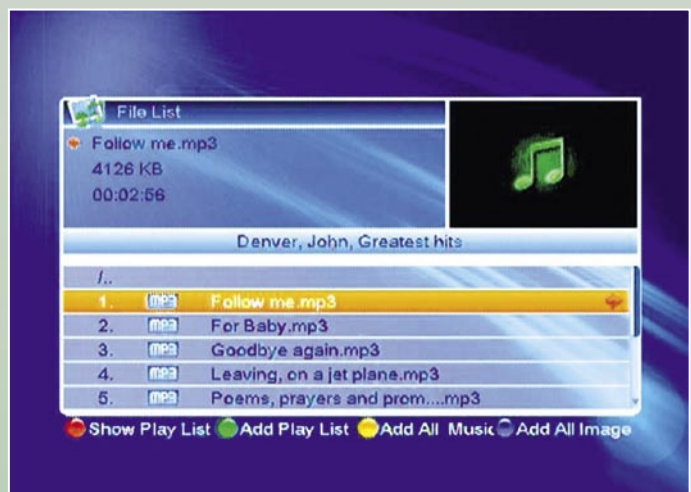 File List
Follow me.mp3
4126 KB
00:02:56
Denver, John, Greatest hits
/..
1. mp3 Follow me.mp3
2. mp3 For Baby.mp3
3. mp3 Goodbye again.mp3
4. mp3 Leaving, on a jet plane.mp3
5. mp3 Poems, prayers and prom....mp3
Show Play List Add Play List Add All Music Add All Image